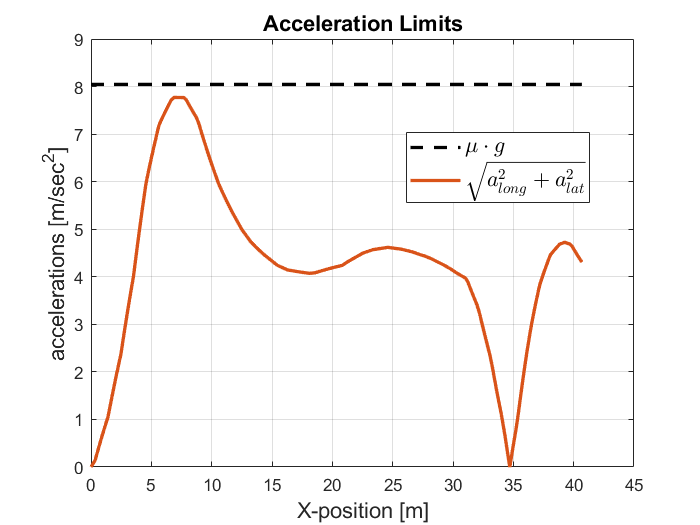 Acceleration Limits
9
8
7
6
5
4
3
2
1
0
accelerations [m/sec²]
μ · g
√(a²_long + a²_lat)
0 5 10 15 20 25 30 35 40 45
X-position [m]